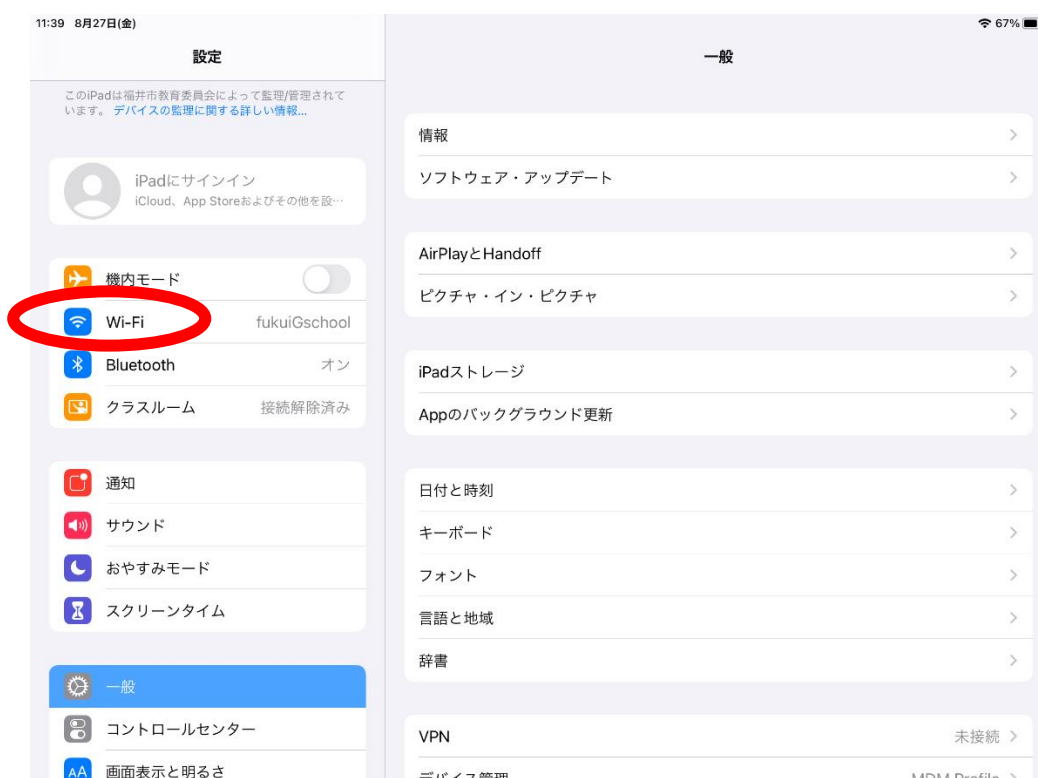 11:39 8月27日(金)
67%
設定
このiPadは福井市教育委員会によって監理/管理されて
います。 デバイスの監理に関する詳しい情報...
iPadにサインイン
iCloud、App Storeおよびその他を設…
機内モード
Wi-Fi fukuiGschool
Bluetooth オン
クラスルーム 接続解除済み
通知
サウンド
おやすみモード
スクリーンタイム
一般
コントロールセンター
AA 画面表示と明るさ
一般
情報
ソフトウェア・アップデート
AirPlayとHandoff
ピクチャ・イン・ピクチャ
iPadストレージ
Appのバックグラウンド更新
日付と時刻
キーボード
フォント
言語と地域
辞書
VPN 未接続
デバイス管理 MDM Profile